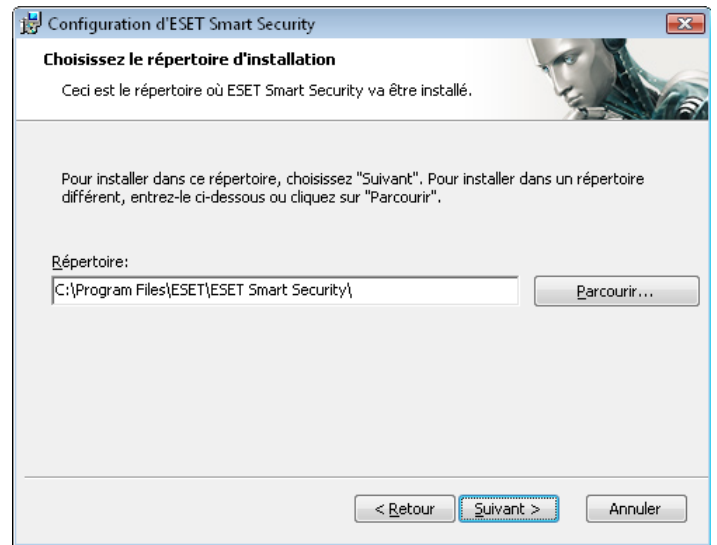 Configuration d'ESET Smart Security
Choisissez le répertoire d'installation
Ceci est le répertoire où ESET Smart Security va être installé.
Pour installer dans ce répertoire, choisissez "Suivant". Pour installer dans un répertoire
différent, entrez-le ci-dessous ou cliquez sur "Parcourir".
Répertoire:
C:\Program Files\ESET\ESET Smart Security\
Parcourir...
< Retour
Suivant >
Annuler